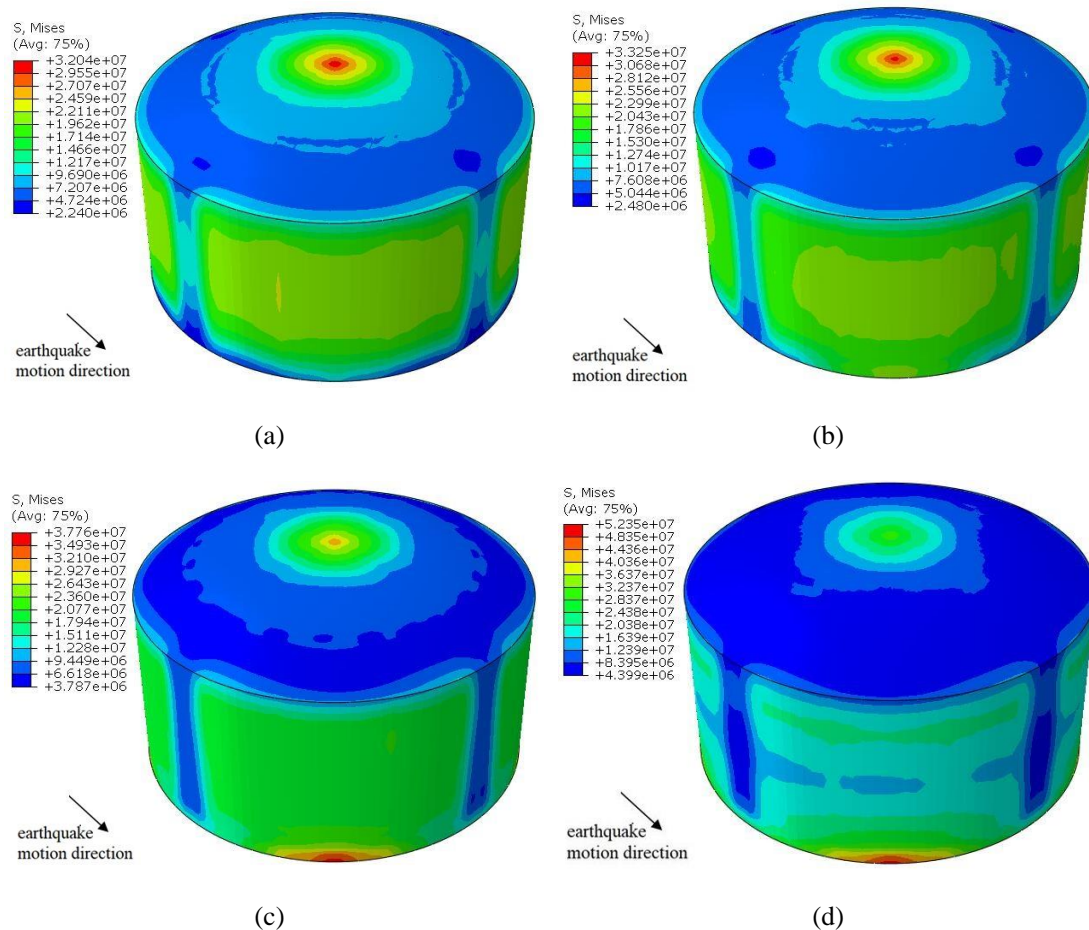 S, Mises
(Avg: 75%)
+3.204e+07
+2.955e+07
+2.707e+07
+2.459e+07
+2.211e+07
+1.962e+07
+1.714e+07
+1.466e+07
+1.217e+07
+9.690e+06
+7.207e+06
+4.724e+06
+2.240e+06
earthquake
motion direction
(a)
S, Mises
(Avg: 75%)
+3.325e+07
+3.068e+07
+2.812e+07
+2.556e+07
+2.299e+07
+2.043e+07
+1.786e+07
+1.530e+07
+1.274e+07
+1.017e+07
+7.608e+06
+5.044e+06
+2.480e+06
earthquake
motion direction
(b)
S, Mises
(Avg: 75%)
+3.776e+07
+3.493e+07
+3.210e+07
+2.927e+07
+2.643e+07
+2.360e+07
+2.077e+07
+1.794e+07
+1.511e+07
+1.228e+07
+9.449e+06
+6.618e+06
+3.787e+06
earthquake
motion direction
(c)
S, Mises
(Avg: 75%)
+5.235e+07
+4.835e+07
+4.436e+07
+4.036e+07
+3.637e+07
+3.237e+07
+2.837e+07
+2.438e+07
+2.038e+07
+1.639e+07
+1.239e+07
+8.395e+06
+4.399e+06
earthquake
motion direction
(d)